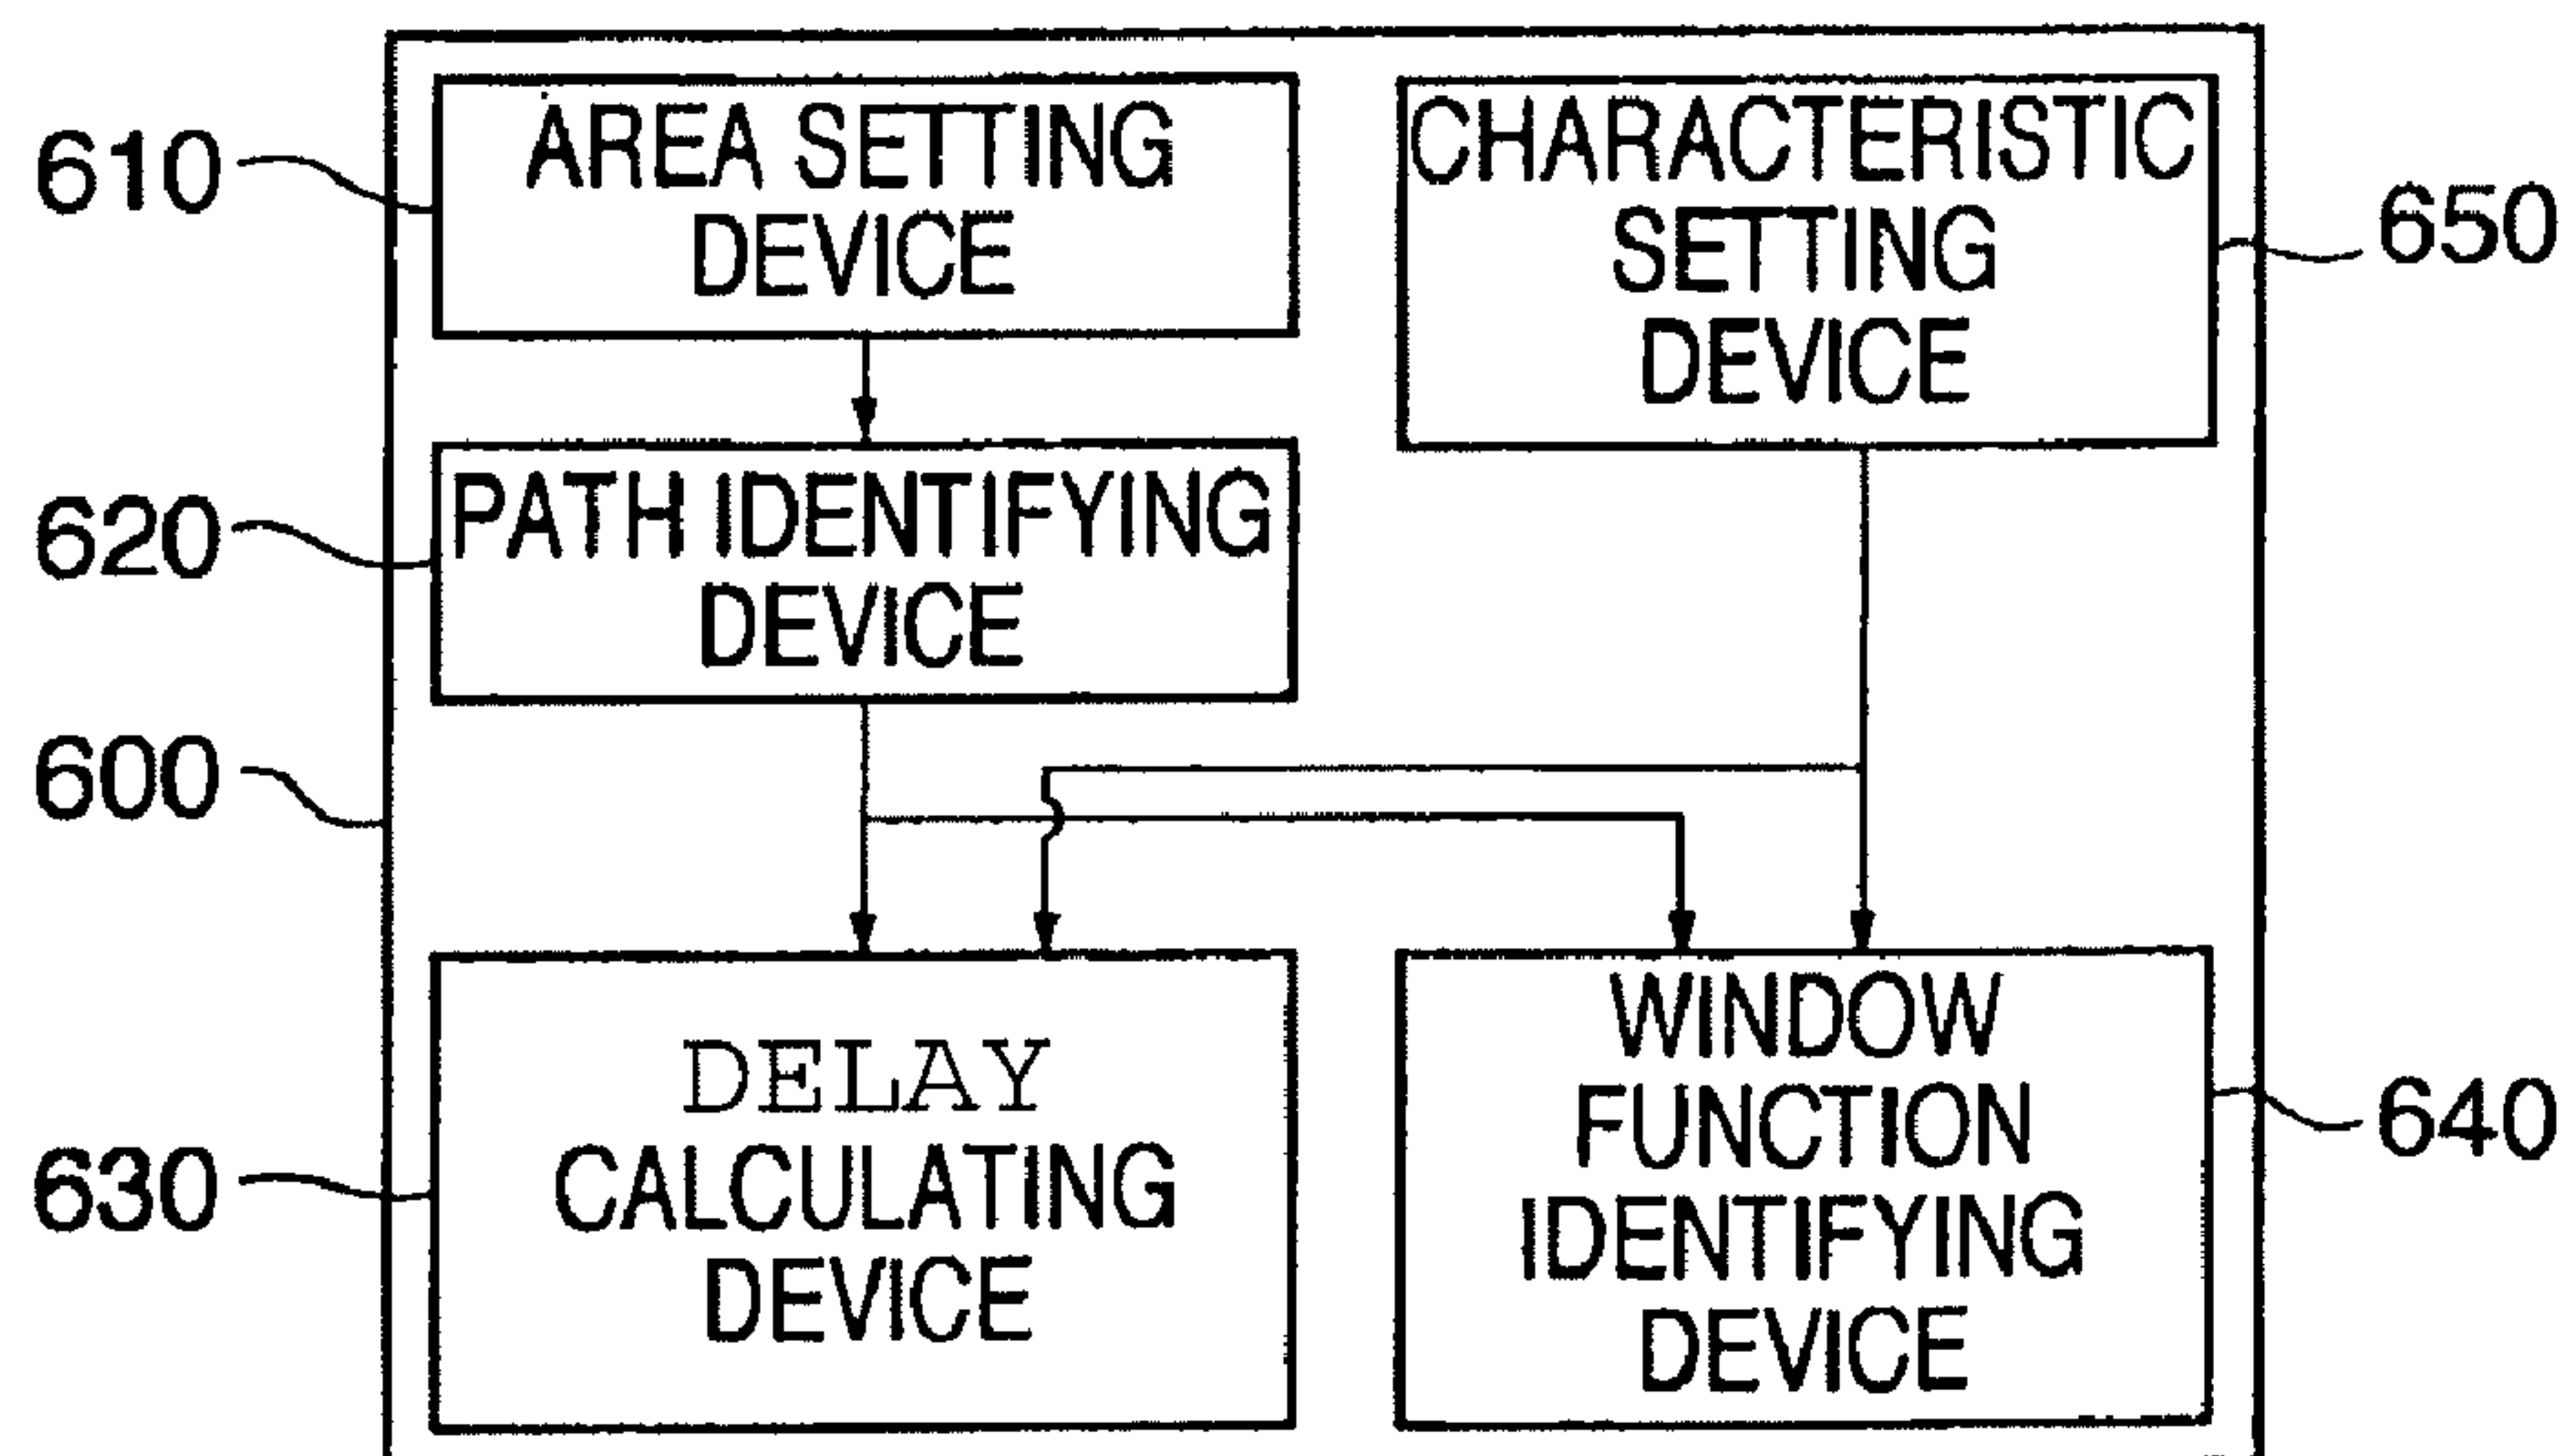 610
AREA SETTING
DEVICE
CHARACTERISTIC
SETTING
DEVICE
650
620
PATH IDENTIFYING
DEVICE
600
630
DELAY
CALCULATING
DEVICE
WINDOW
FUNCTION
IDENTIFYING
DEVICE
640